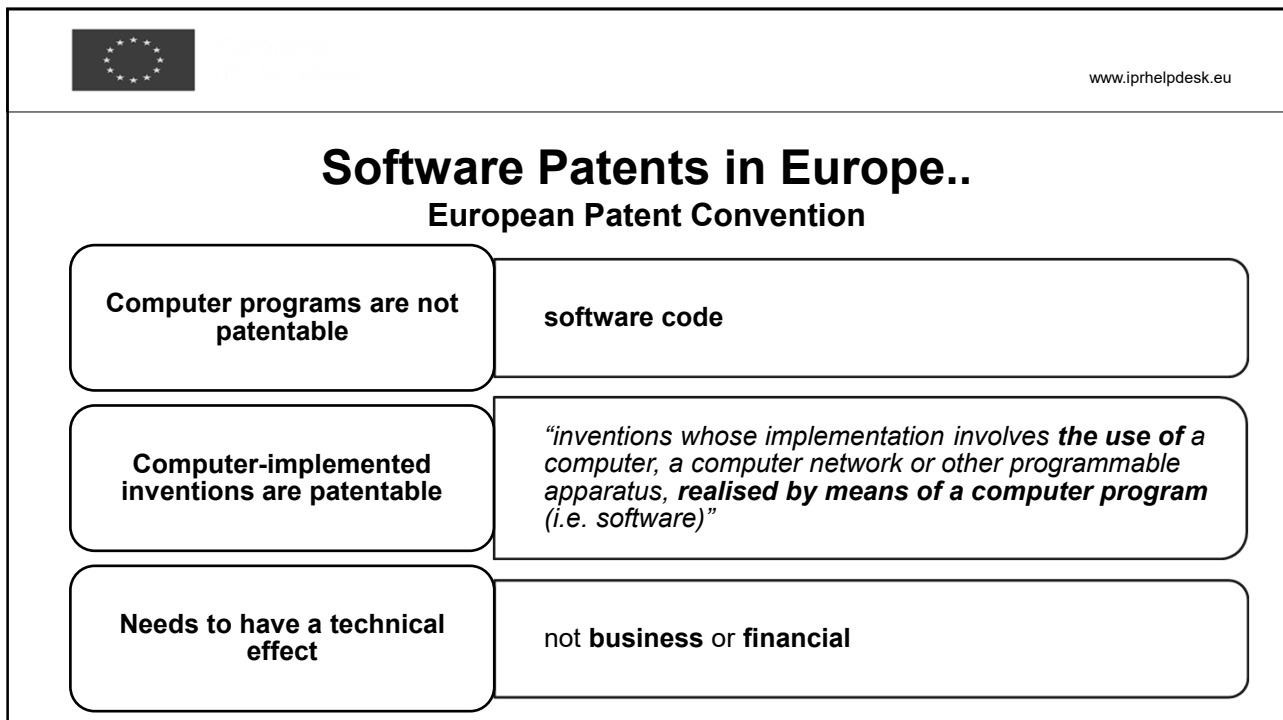 www.iprhelpdesk.eu
Software Patents in Europe..
European Patent Convention
Computer programs are not
patentable
software code
Computer-implemented
inventions are patentable
“inventions whose implementation involves the use of a
computer, a computer network or other programmable
apparatus, realised by means of a computer program
(i.e. software)”
Needs to have a technical
effect
not business or financial